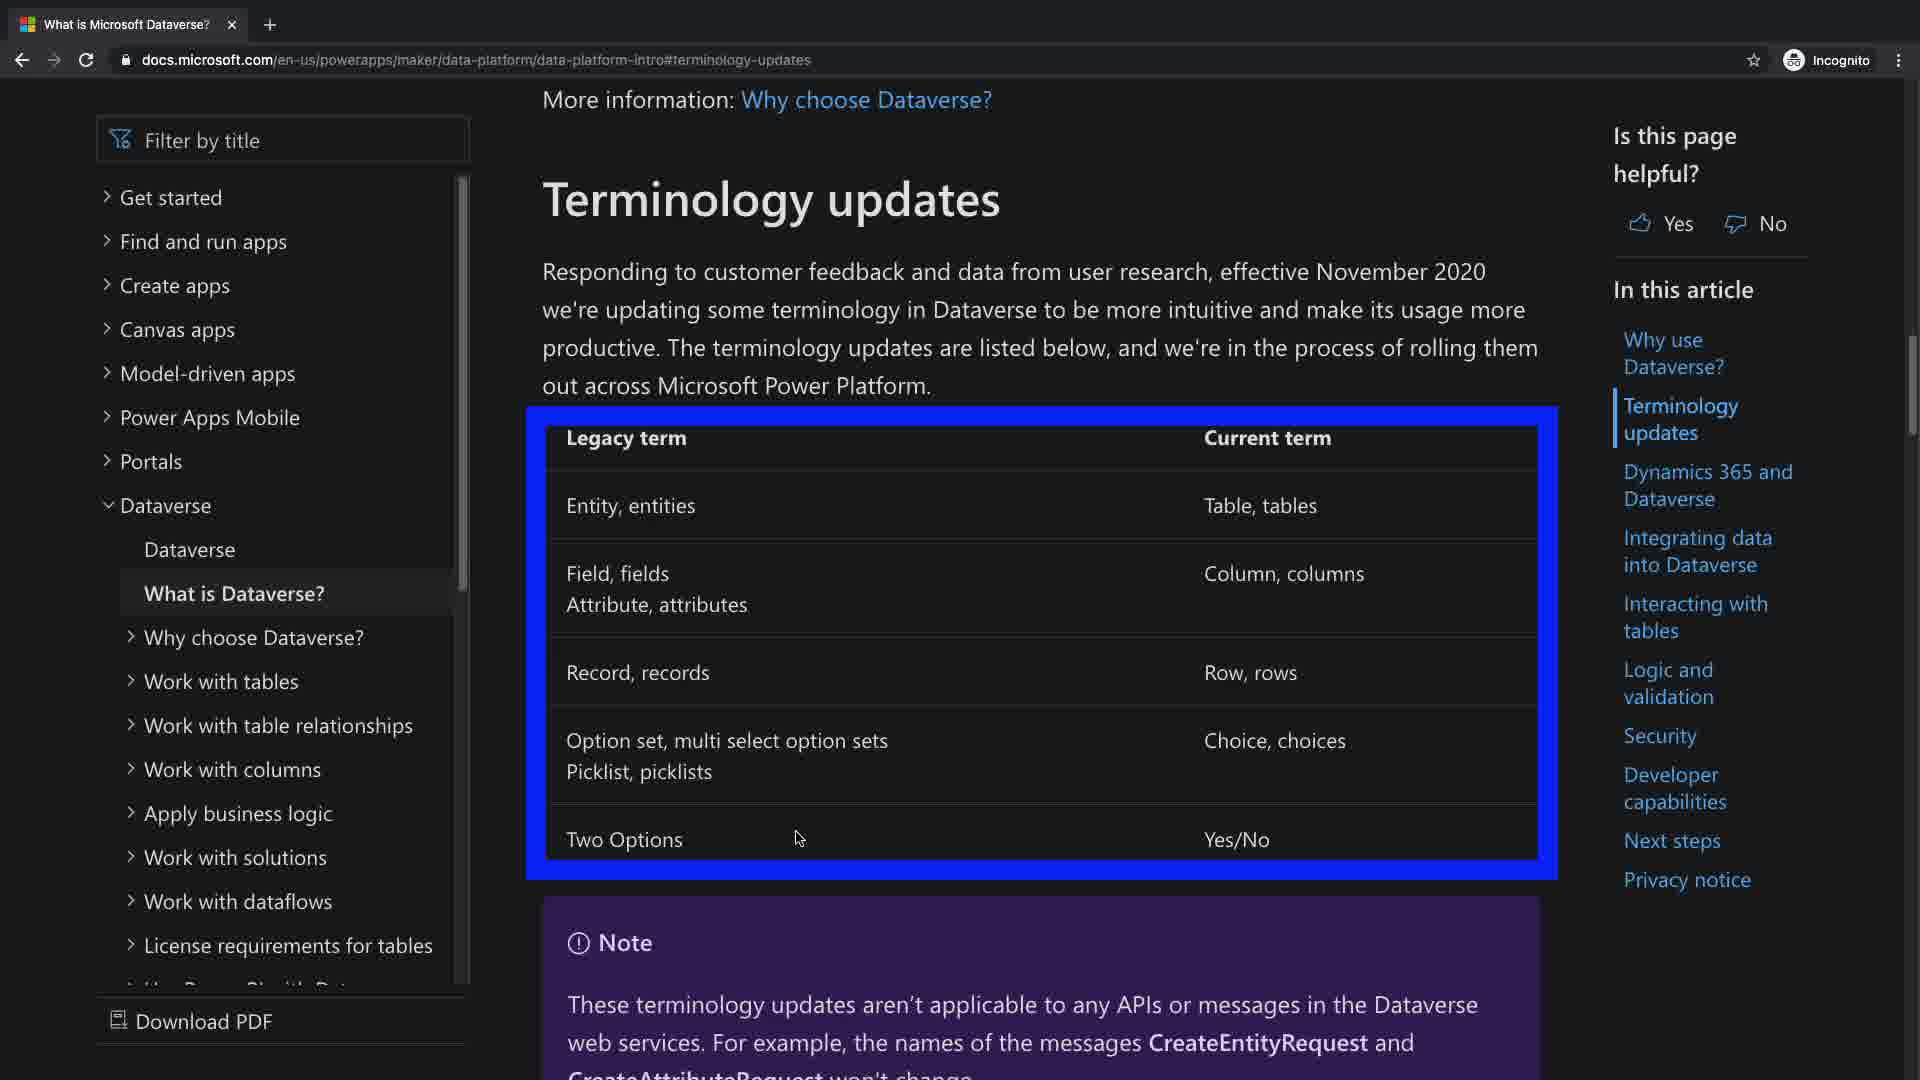 What is Microsoft Dataverse?
docs.microsoft.com/en-us/powerapps/maker/data-platform/data-platform-intro#terminology-updates
Incognito
Filter by title
Get started
Find and run apps
Create apps
Canvas apps
Model-driven apps
Power Apps Mobile
Portals
Dataverse
Dataverse
What is Dataverse?
Why choose Dataverse?
Work with tables
Work with table relationships
Work with columns
Apply business logic
Work with solutions
Work with dataflows
License requirements for tables
Download PDF
More information: Why choose Dataverse?
Terminology updates
Responding to customer feedback and data from user research, effective November 2020
we're updating some terminology in Dataverse to be more intuitive and make its usage more
productive. The terminology updates are listed below, and we're in the process of rolling them
out across Microsoft Power Platform.
Legacy term Current term
Entity, entities Table, tables
Field, fields Column, columns
Attribute, attributes
Record, records Row, rows
Option set, multi select option sets Choice, choices
Picklist, picklists
Two Options Yes/No
Note
These terminology updates aren't applicable to any APIs or messages in the Dataverse
web services. For example, the names of the messages CreateEntityRequest and
CreateAttributeRequest won't change
Is this page
helpful?
Yes No
In this article
Why use
Dataverse?
Terminology
updates
Dynamics 365 and
Dataverse
Integrating data
into Dataverse
Interacting with
tables
Logic and
validation
Security
Developer
capabilities
Next steps
Privacy notice